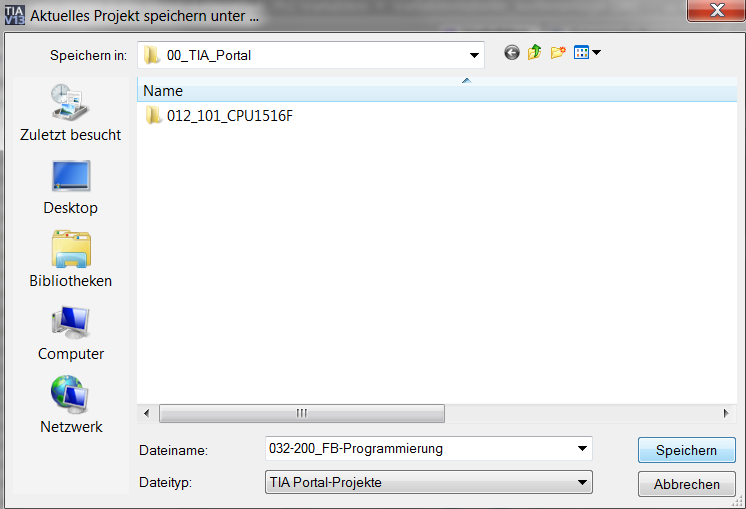 TIA
V13
Aktuelles Projekt speichern unter ...
Speichern in:
00_TIA_Portal
Name
012_101_CPU1516F
Zuletzt besucht
Desktop
Bibliotheken
Computer
Netzwerk
Dateiname:
032-200_FB-Programmierung
Speichern
Dateityp:
TIA Portal-Projekte
Abbrechen